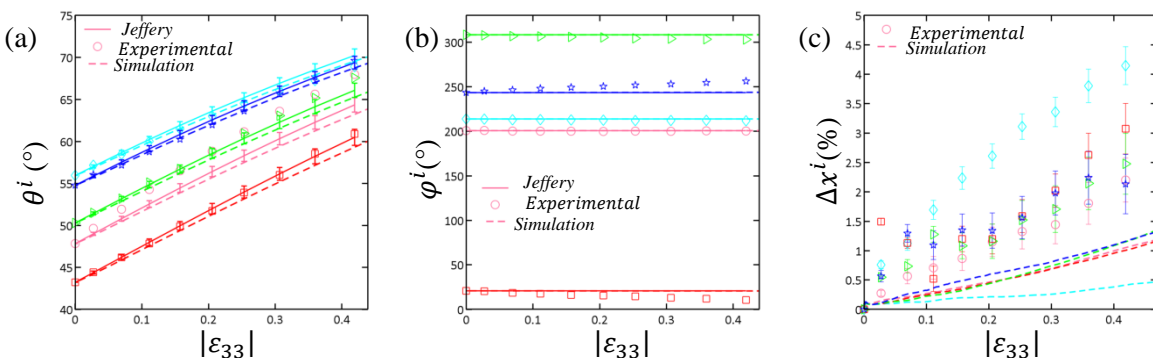 (a)
Jeffery
Experimental
Simulation
75
70
65
60
55
50
45
40
θ^i (°)
0
0.1
0.2
0.3
0.4
|ε33|
(b)
Jeffery
Experimental
Simulation
300
250
200
150
100
50
0
φ^i (°)
0
0.1
0.2
0.3
0.4
|ε33|
(c)
Experimental
Simulation
5
4.5
4
3.5
3
2.5
2
1.5
1
0.5
0
Δx^i (%)
0
0.1
0.2
0.3
0.4
|ε33|